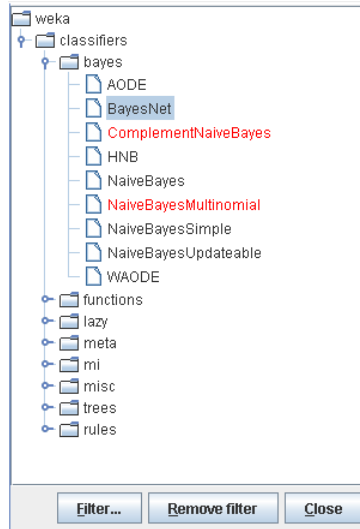 weka
classifiers
bayes
AODE
BayesNet
ComplementNaiveBayes
HNB
NaiveBayes
NaiveBayesMultinomial
NaiveBayesSimple
NaiveBayesUpdateable
WAODE
functions
lazy
meta
mi
misc
trees
rules
Filter... Remove filter Close